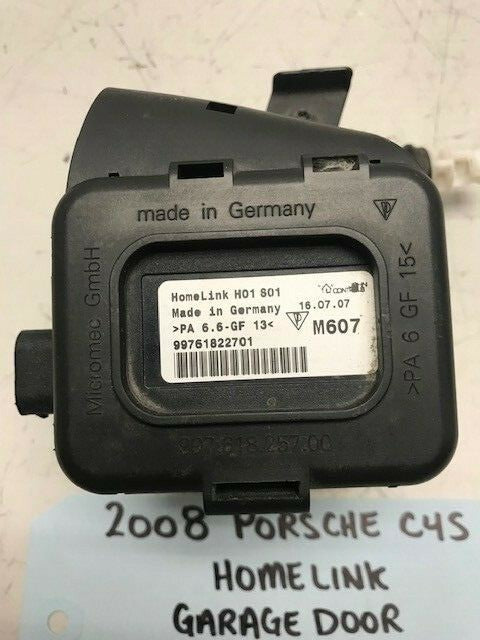 made in Germany
Micromec GmbH
HomeLink H01 801
Made in Germany
16.07.07
>PA 6.6-GF 13<
M607
99761822701
>PA 6 GF 15<
997.618.257.00
2008 PORSCHE C4S
HOMELINK
GARAGE DOOR